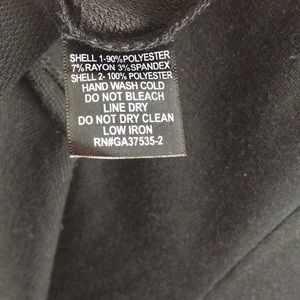 SHELL 1-90%POLYESTER
7%RAYON 3%SPANDEX
SHELL 2-100%POLYESTER
HAND WASH COLD
DO NOT BLEACH
LINE DRY
DO NOT DRY CLEAN
LOW IRON
RN#GA37535-2